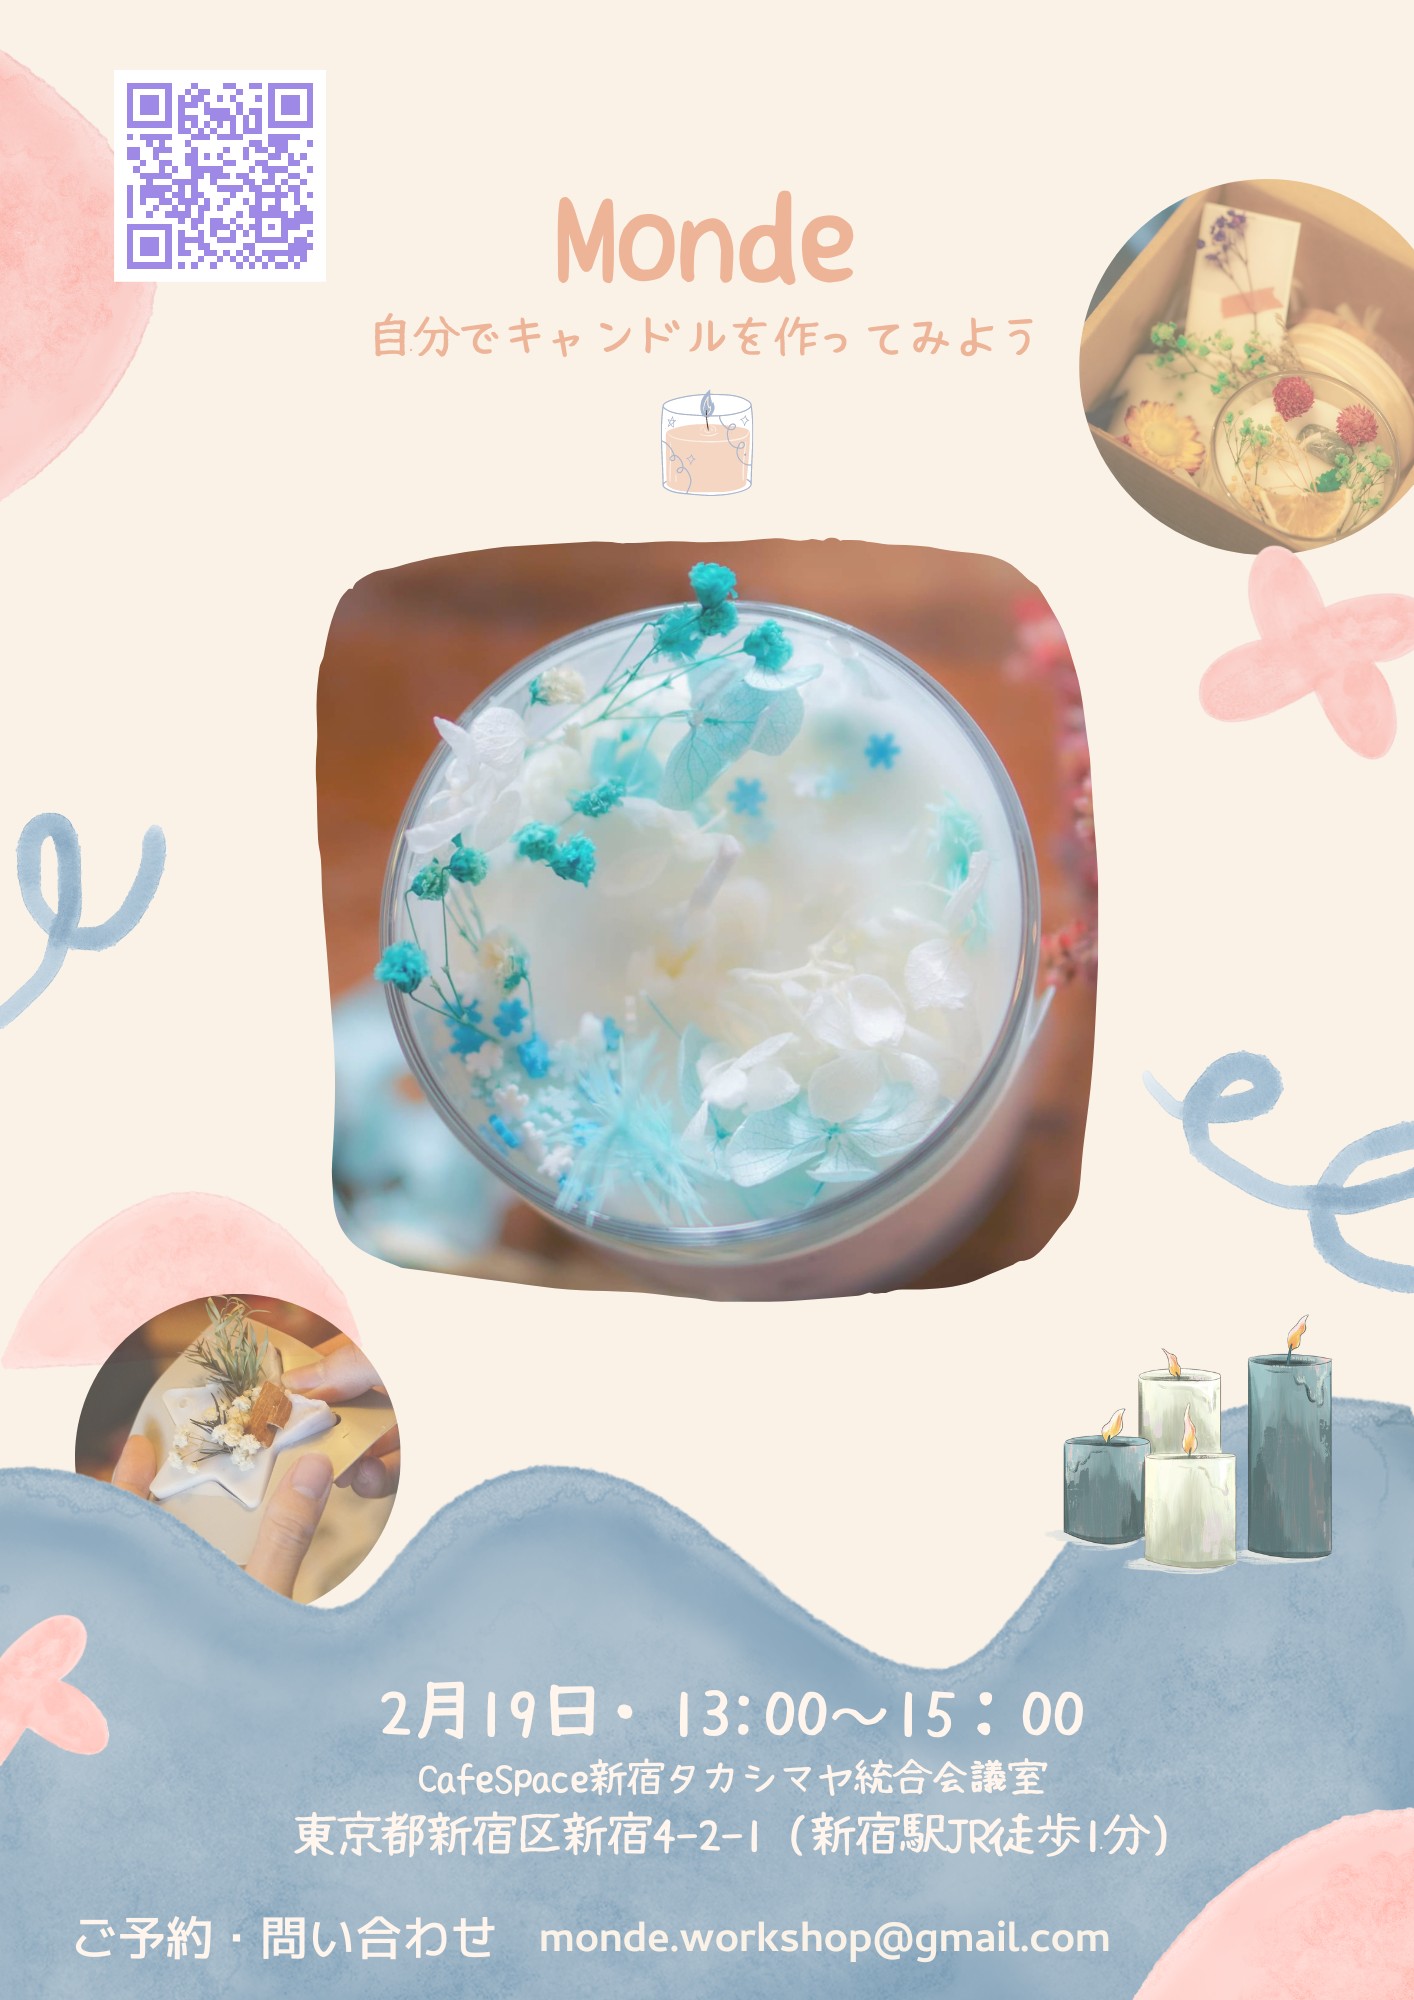 Monde
自分でキャンドルを作ってみよう
2月19日・13:00〜15：00
CafeSpace新宿タカシマヤ統合会議室
東京都新宿区新宿4-2-1（新宿駅JR徒歩1分）
ご予約・問い合わせ monde.workshop@gmail.com